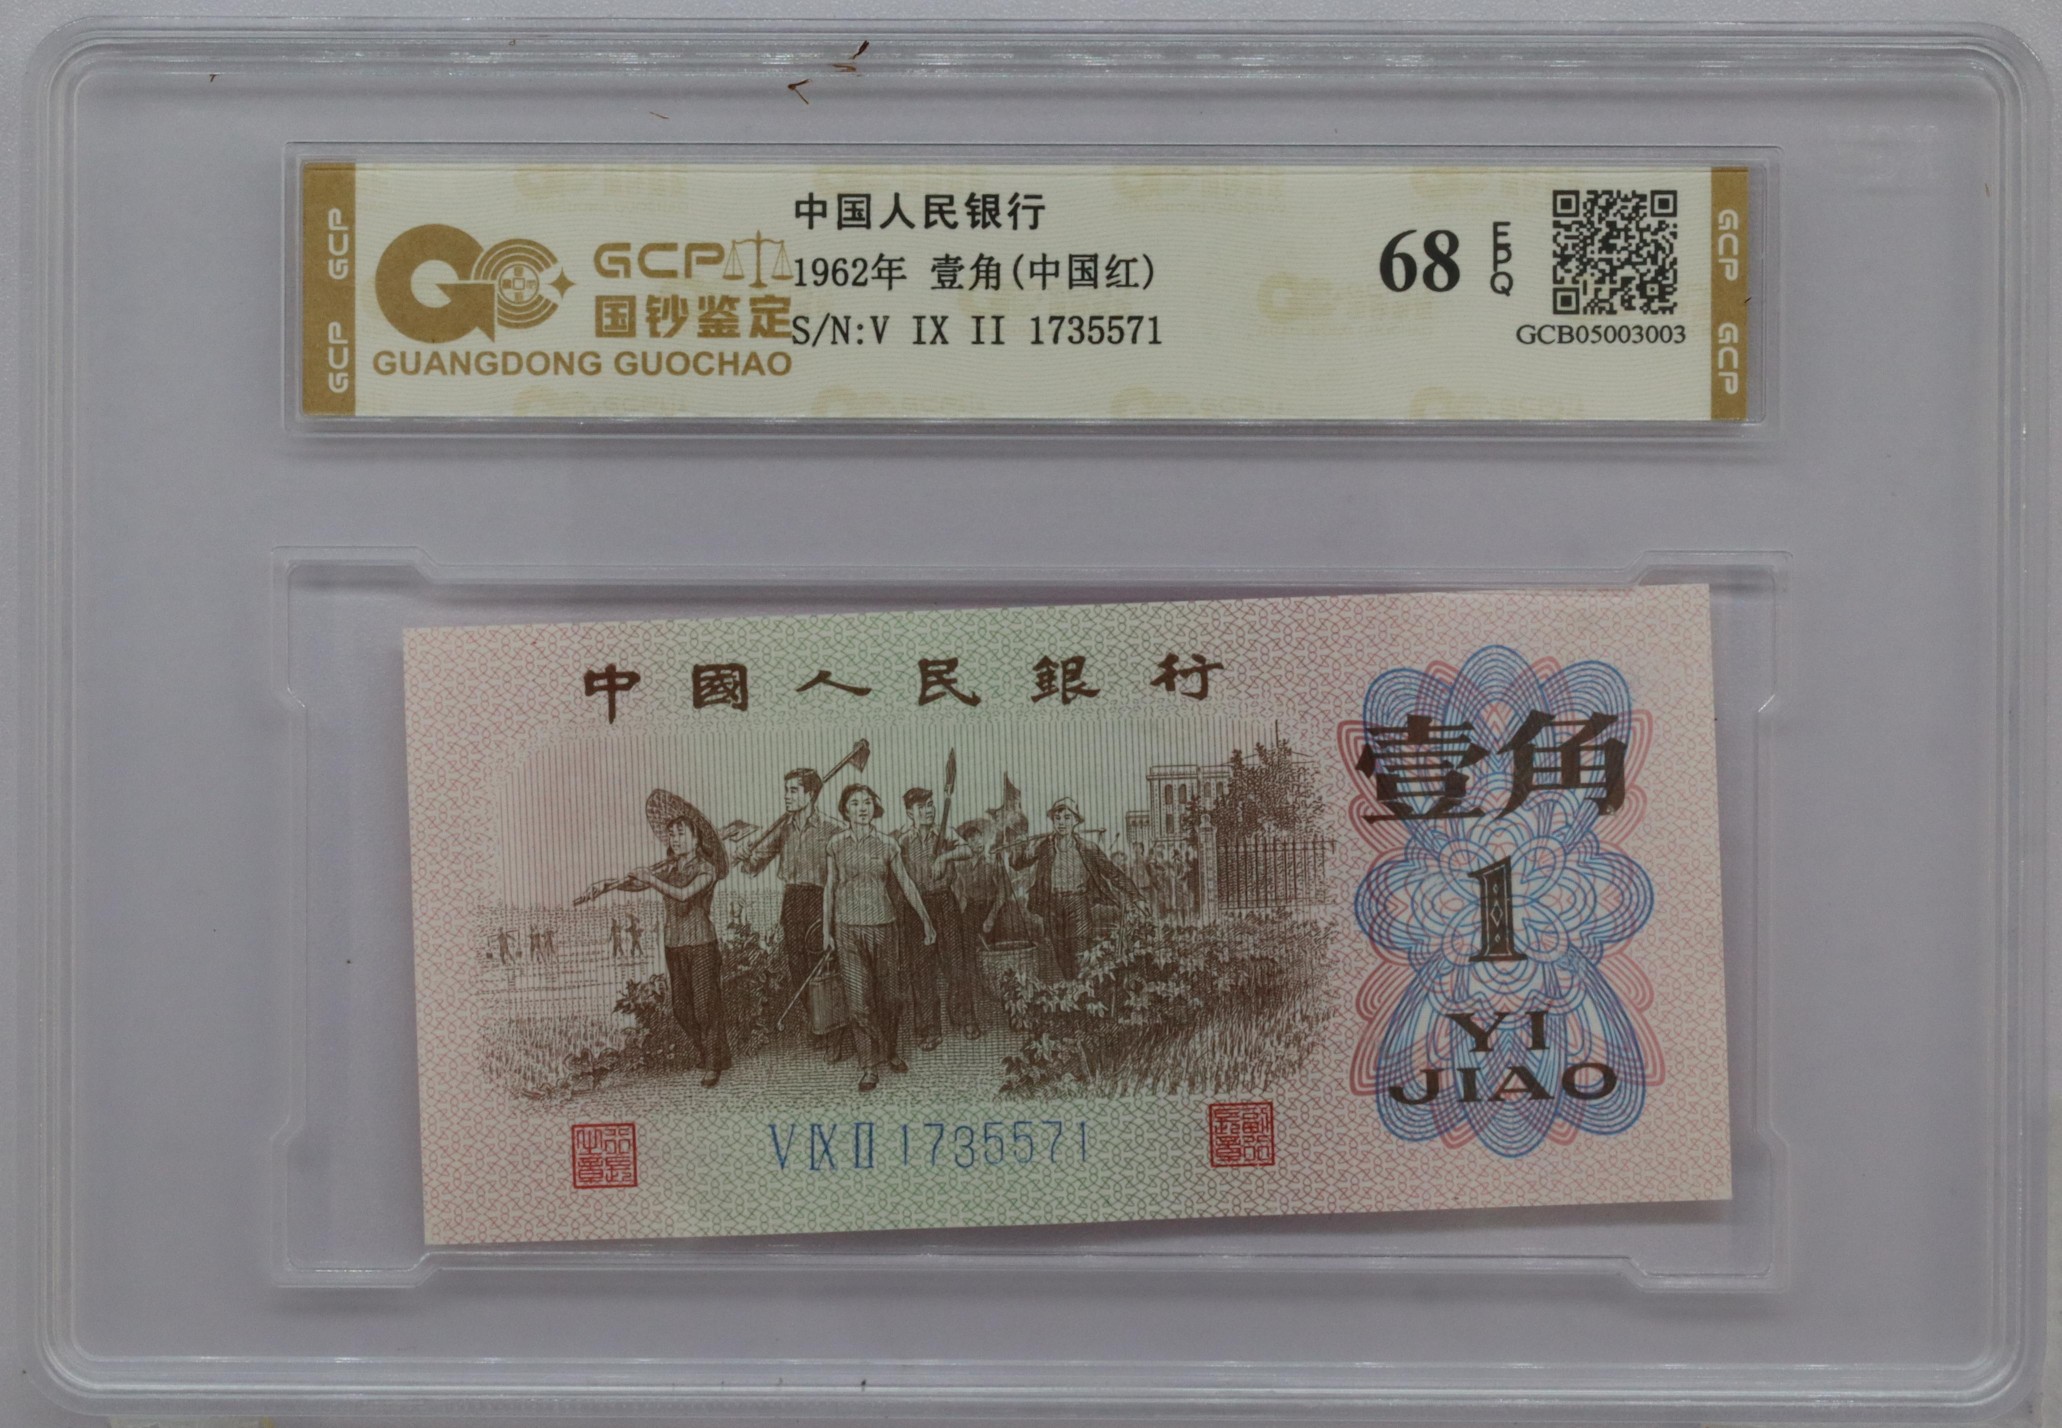 GCP
GCP
GCP
国钞鉴定
GUANGDONG GUOCHAO
中国人民银行
1962年 壹角(中国红)
S/N:V IX II 1735571
68
EPQ
GCB05003003
GCP
GCP
中國人民銀行
壹角
1
YI
JIAO
V IX II 1735571